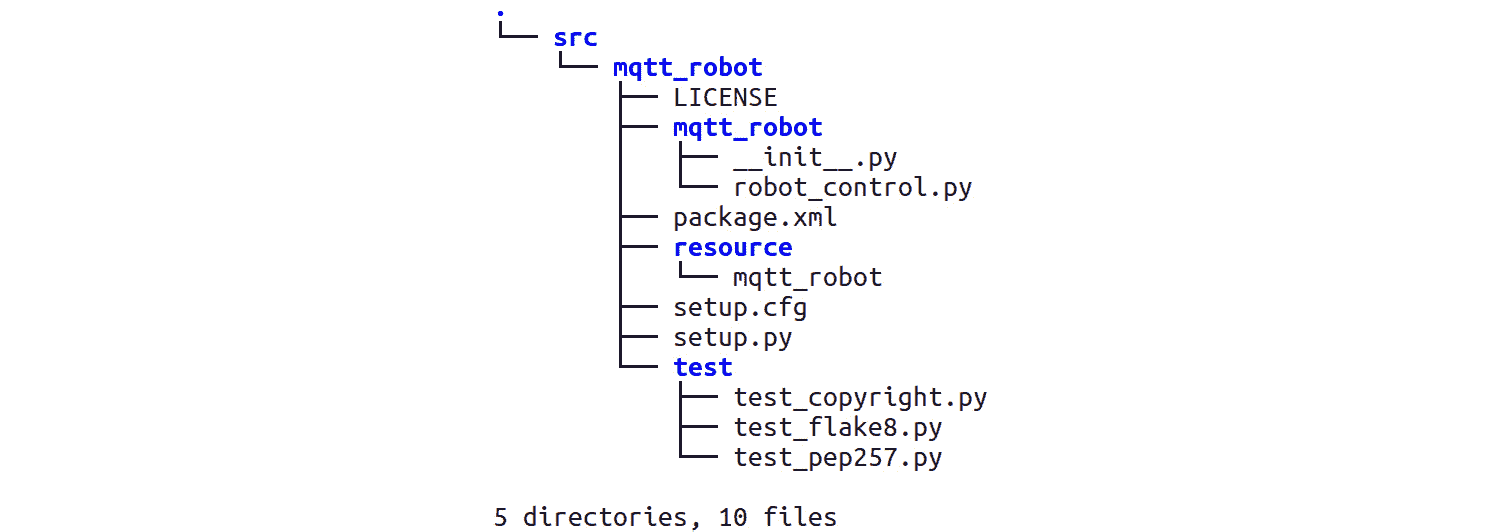 .
└── src
    └── mqtt_robot
        ├── LICENSE
        ├── mqtt_robot
        │   ├── __init__.py
        │   └── robot_control.py
        ├── package.xml
        ├── resource
        │   └── mqtt_robot
        ├── setup.cfg
        ├── setup.py
        └── test
            ├── test_copyright.py
            ├── test_flake8.py
            └── test_pep257.py

5 directories, 10 files